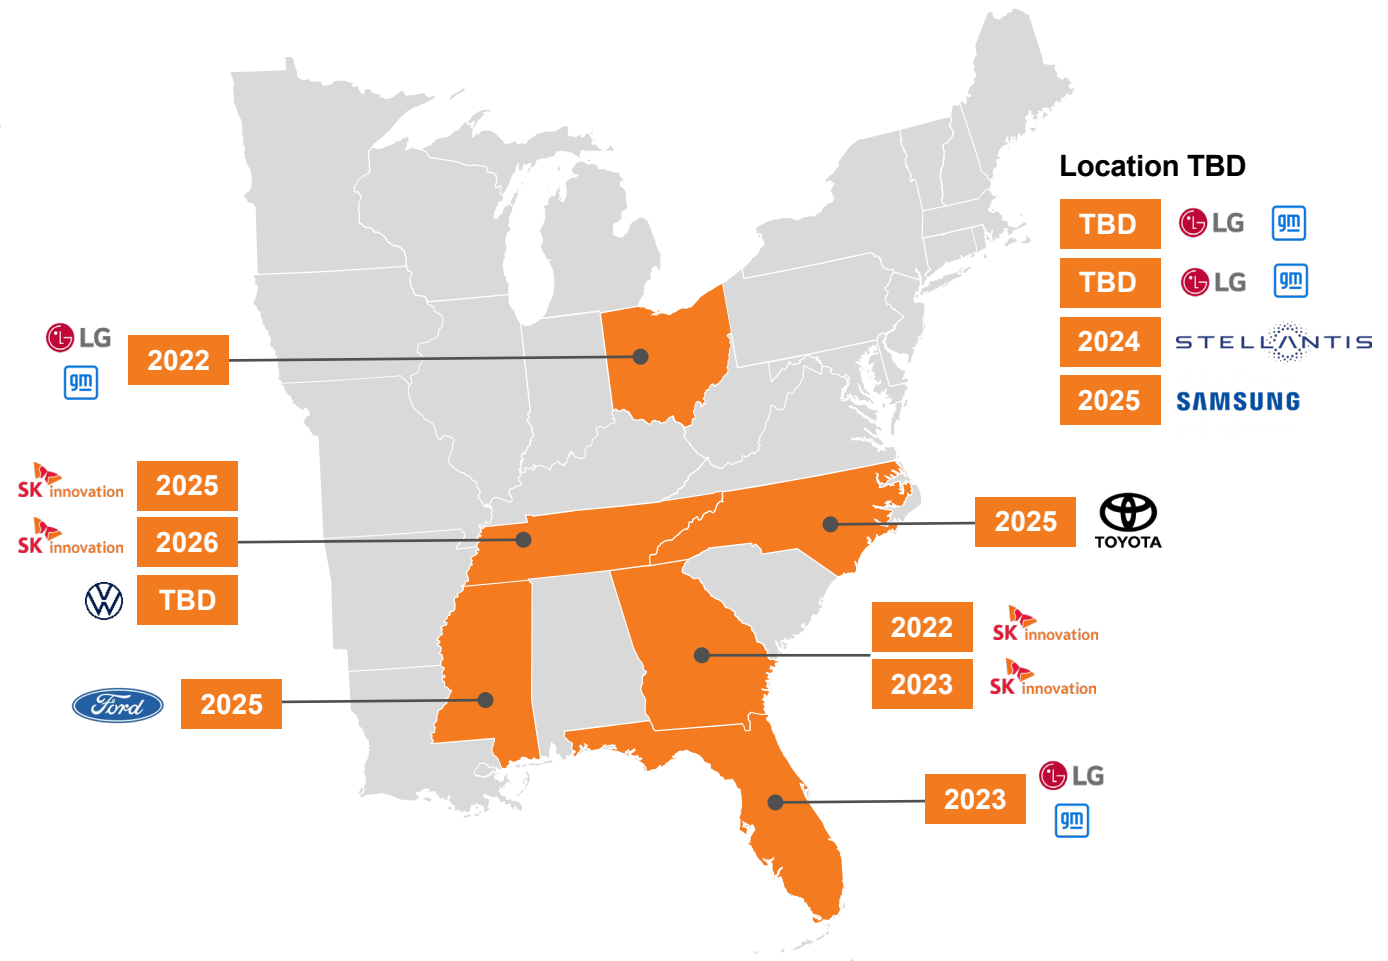 Location TBD
TBD LG gm
TBD LG gm
2024 STELLANTIS
2025 SAMSUNG
LG
gm
2022
SK innovation 2025
SK innovation 2026
VW TBD
Ford 2025
2025 TOYOTA
2022 SK innovation
2023 SK innovation
2023 LG
gm